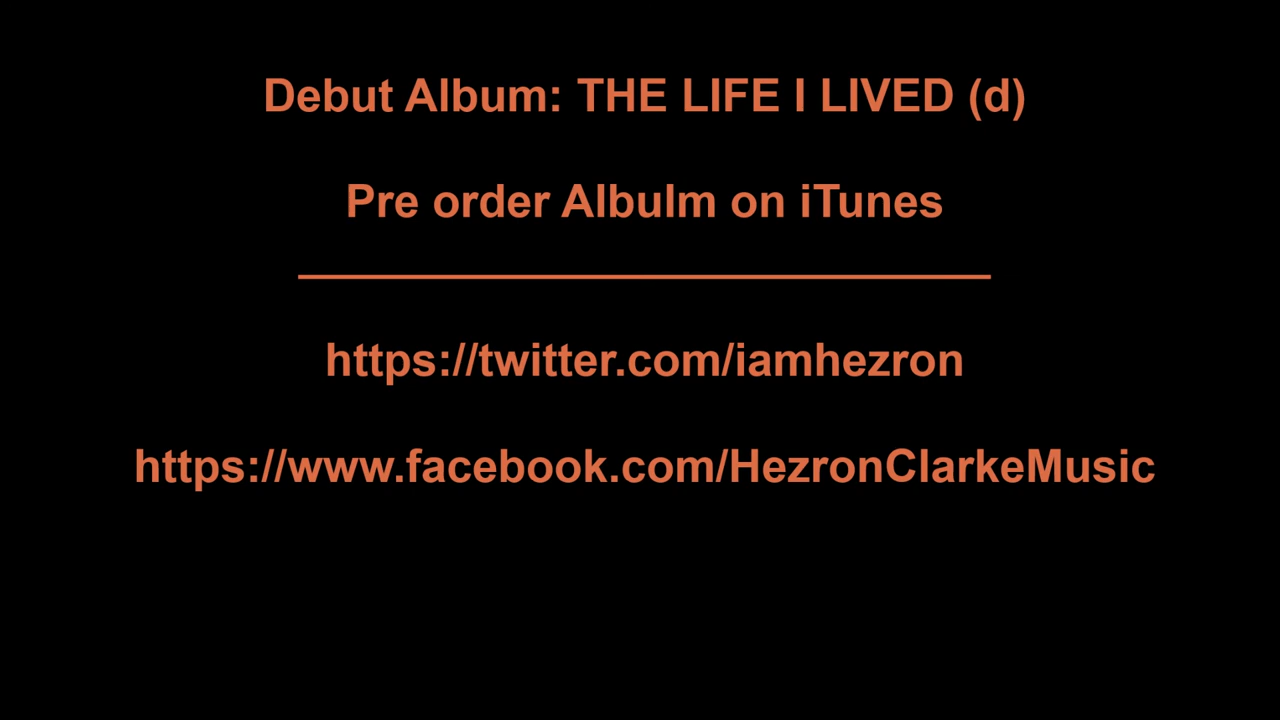 Debut Album: THE LIFE I LIVED (d)
Pre order Albulm on iTunes
https://twitter.com/iamhezron
https://www.facebook.com/HezronClarkeMusic